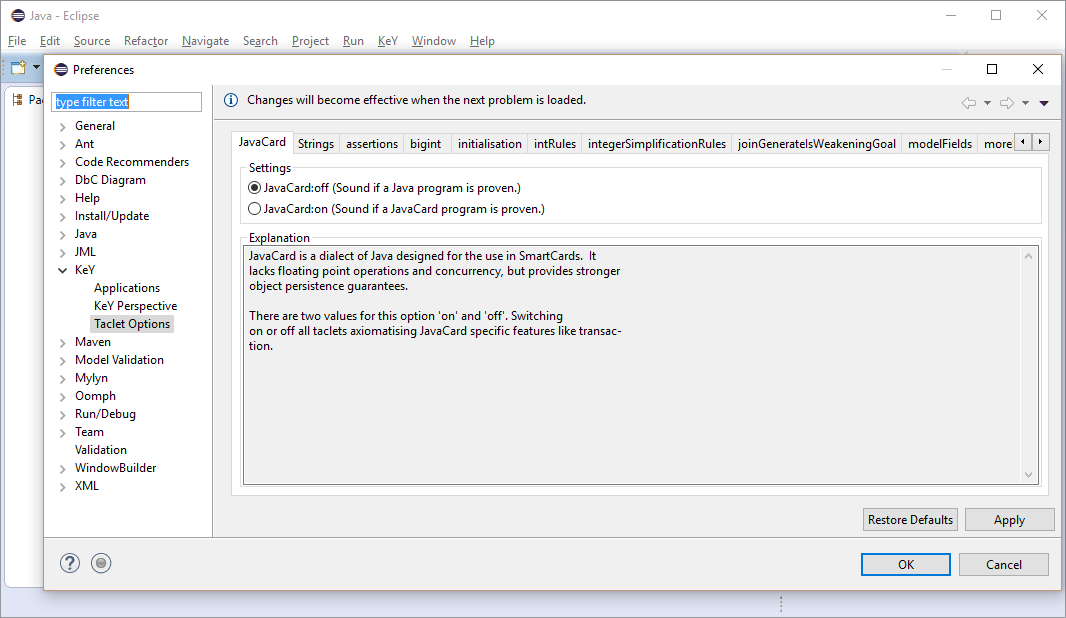 Java - Eclipse
File Edit Source Refactor Navigate Search Project Run KeY Window Help
Preferences
type filter text
Changes will become effective when the next problem is loaded.
General
Ant
Code Recommenders
DbC Diagram
Help
Install/Update
Java
JML
KeY
Applications
KeY Perspective
Taclet Options
Maven
Model Validation
Mylyn
Oomph
Run/Debug
Team
Validation
WindowBuilder
XML
JavaCard Strings assertions bigint initialisation intRules integerSimplificationRules joinGenerateIsWeakeningGoal modelFields more
Settings
JavaCard:off (Sound if a Java program is proven.)
JavaCard:on (Sound if a JavaCard program is proven.)
Explanation
JavaCard is a dialect of Java designed for the use in SmartCards. It
lacks floating point operations and concurrency, but provides stronger
object persistence guarantees.
There are two values for this option 'on' and 'off'. Switching
on or off all taclets axiomatising JavaCard specific features like transac-
tion.
Restore Defaults Apply
? OK Cancel